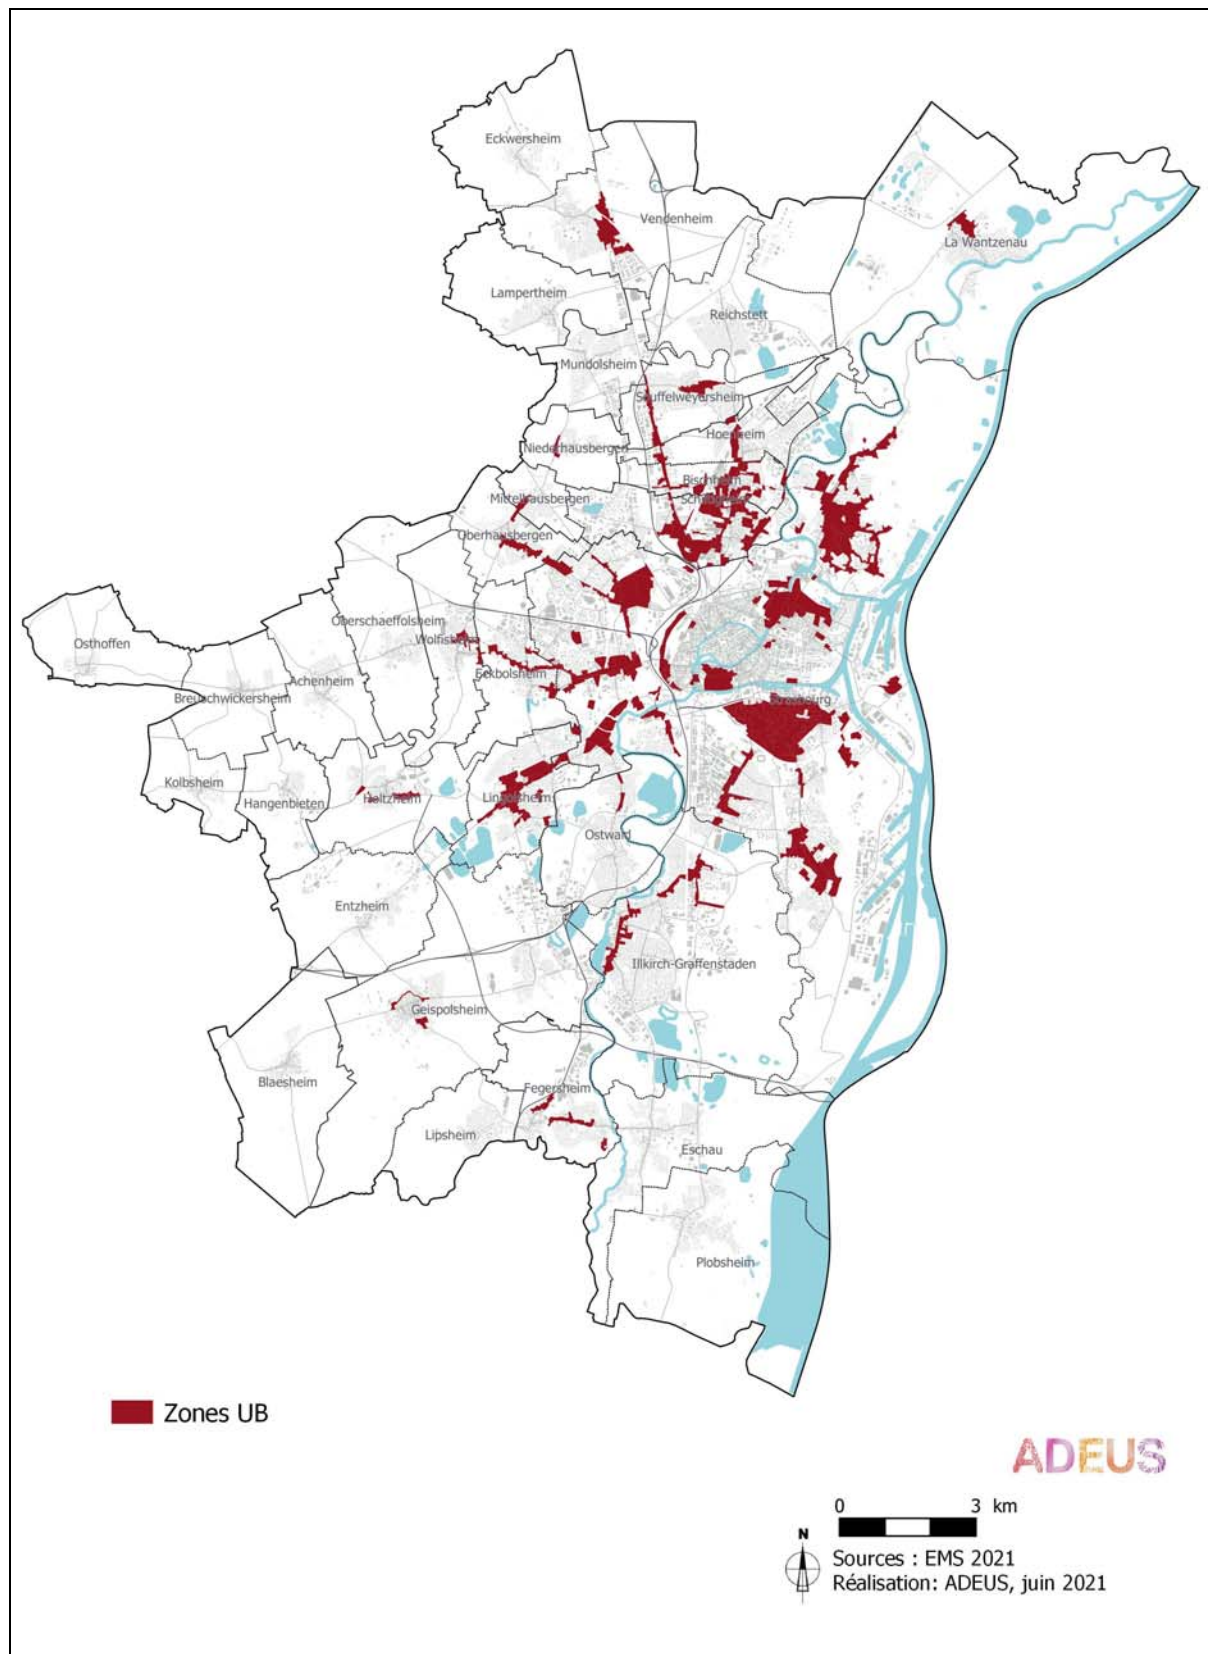 Eckwersheim
Vendenheim
La Wantzenau
Lampertheim
Reichstett
Mundolsheim
Souffelweyersheim
Hoenheim
Niederhausbergen
Bischheim
Schiltigheim
Mittelhausbergen
Oberhausbergen
Oberschaeffolsheim
Wolfisheim
Osthoffen
Eckbolsheim
Achenheim
Breuschwickersheim
Strasbourg
Kolbsheim
Hangenbieten
Holtzheim
Lingolsheim
Ostwald
Entzheim
Illkirch-Graffenstaden
Geispolsheim
Blaesheim
Fegersheim
Lipsheim
Eschau
Plobsheim
Zones UB
ADEUS
0 3 km
N
Sources : EMS 2021
Réalisation: ADEUS, juin 2021